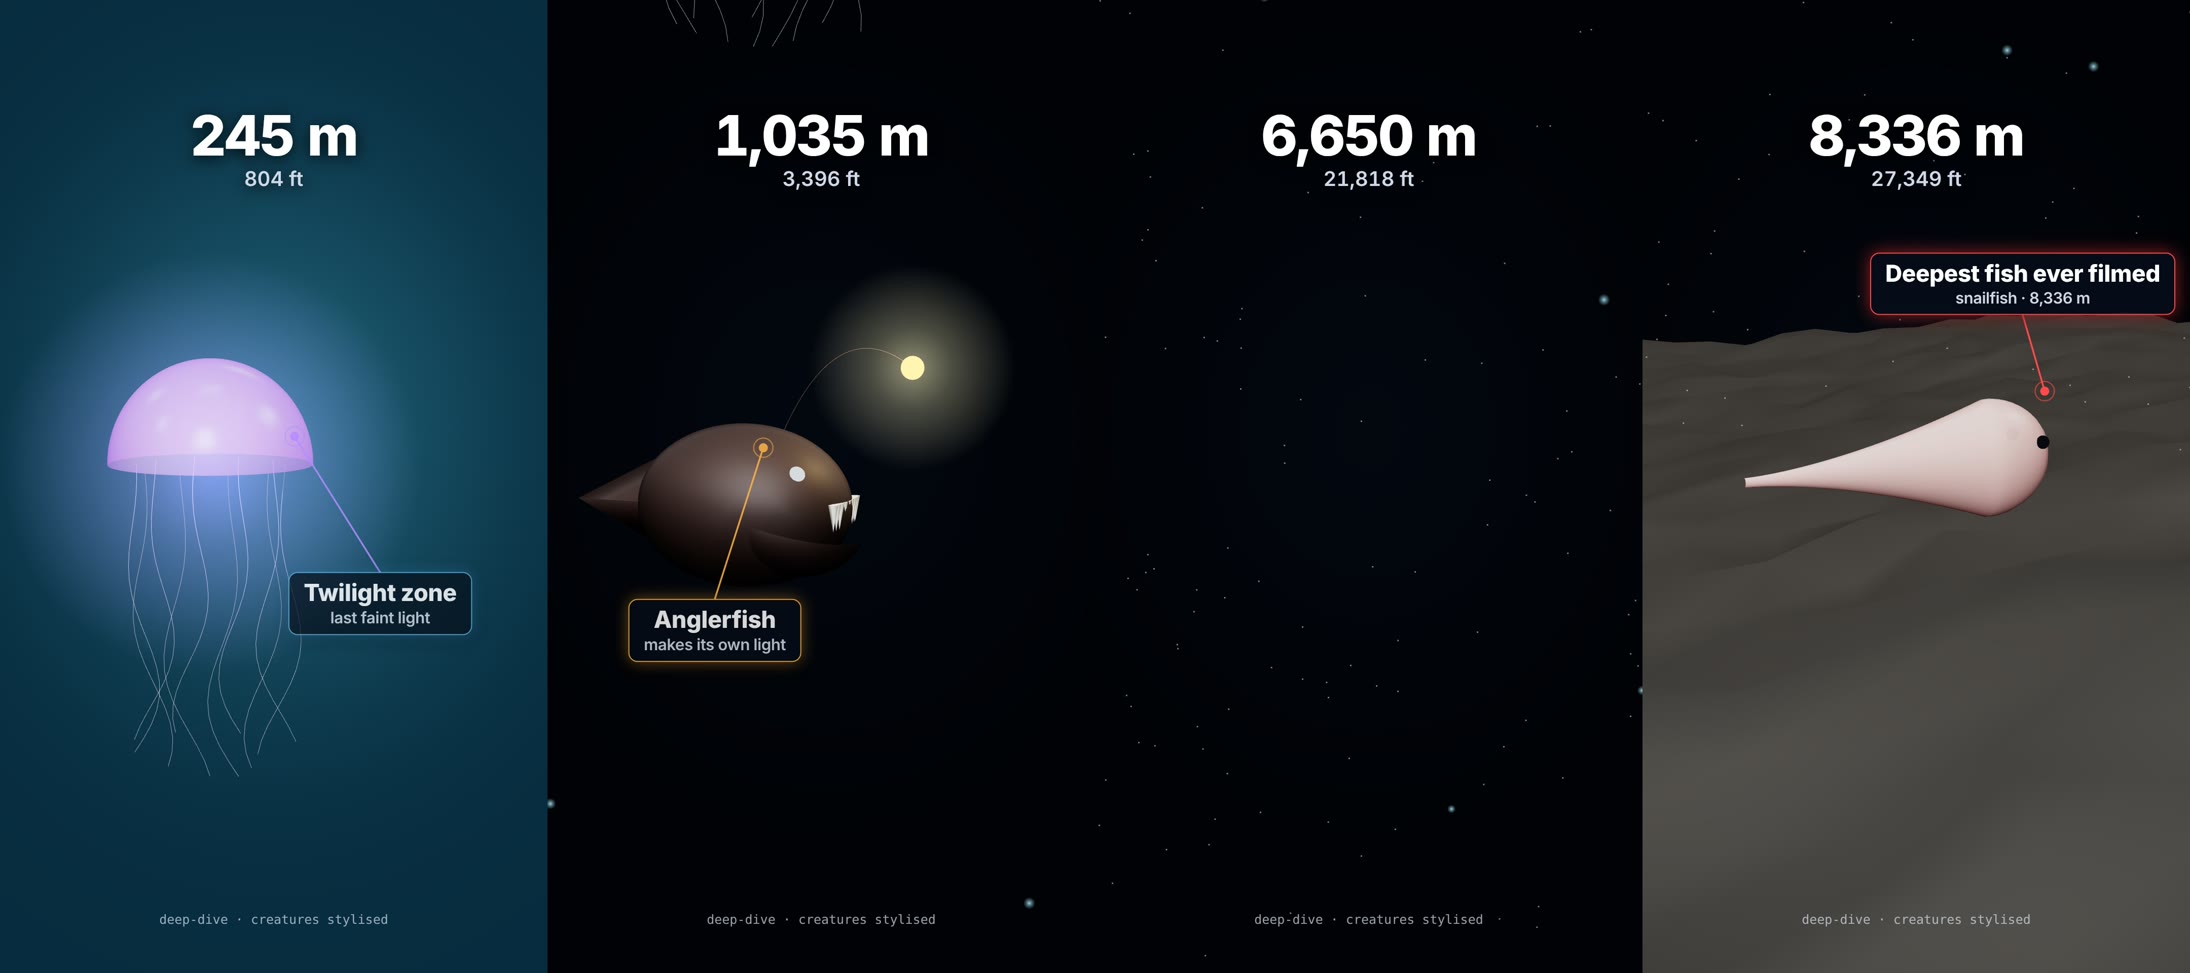 245 m
804 ft
Twilight zone
last faint light
deep-dive · creatures stylised
1,035 m
3,396 ft
Anglerfish
makes its own light
deep-dive · creatures stylised
6,650 m
21,818 ft
deep-dive · creatures stylised
8,336 m
27,349 ft
Deepest fish ever filmed
snailfish · 8,336 m
deep-dive · creatures stylised